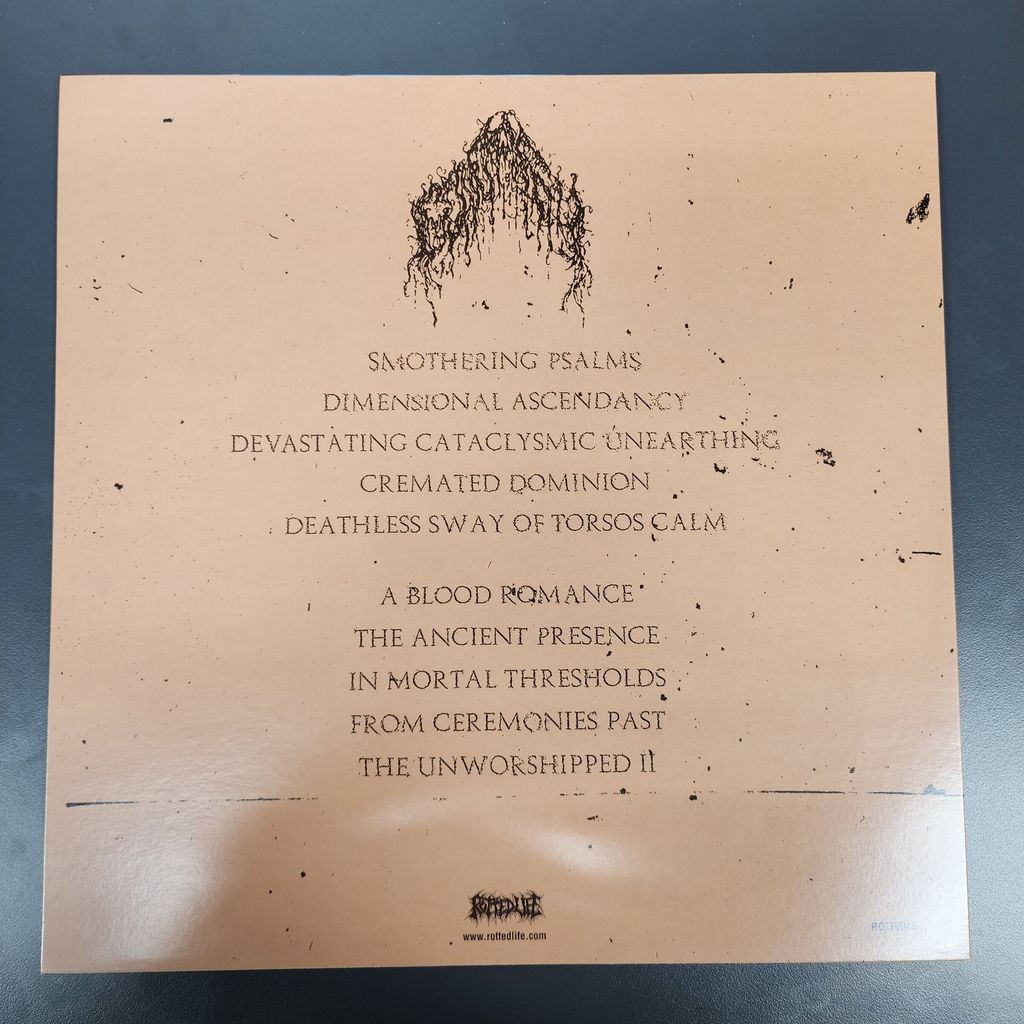 SMOTHERING PSALMS
DIMENSIONAL ASCENDANCY
DEVASTATING CATACLYSMIC UNEARTHING
CREMATED DOMINION
DEATHLESS SWAY OF TORSOS CALM
A BLOOD ROMANCE
THE ANCIENT PRESENCE
IN MORTAL THRESHOLDS
FROM CEREMONIES PAST
THE UNWORSHIPPED II
ROTTED LIFE
www.rottedlife.com